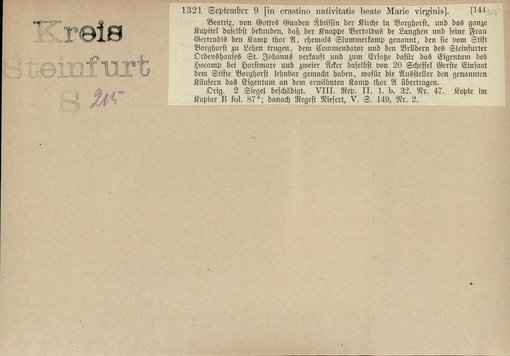 Kreis
Steinfurt
S 215
1321 September 9 [in crastino nativitatis beate Marie virginis]. [144
Beatrix, von Gottes Gnaden Äbtissin der Kirche in Borghorst, und das ganze
Kapitel daselbst bekunden, daß der Knappe Bertoldus de Langhen und seine Frau
Gertrudis den Kamp thor A, ehemals Slummerkamp genannt, den sie vom Stift
Borghorst zu Lehen trugen, dem Commendator und den Brüdern des Steinfurter
Ordenshauses St. Johanns verkauft und zum Ersatze dafür das Eigentum des
Hocamp bei Horstmare und zweier Äcker daselbst von 20 Scheffel Gerste Einsaat
dem Stifte Borghorst lehnbar gemacht haben, wofür die Aussteller den genannten
Käufern das Eigentum an dem erwähnten Kamp thor A übertragen.
Orig. 2 Siegel beschädigt. VIII. Rep. II. 1. b. 32. Nr. 47. Kopie im
Kopiar B fol. 87ᵛ; danach Regest Niesert, V. S. 149, Nr. 2.